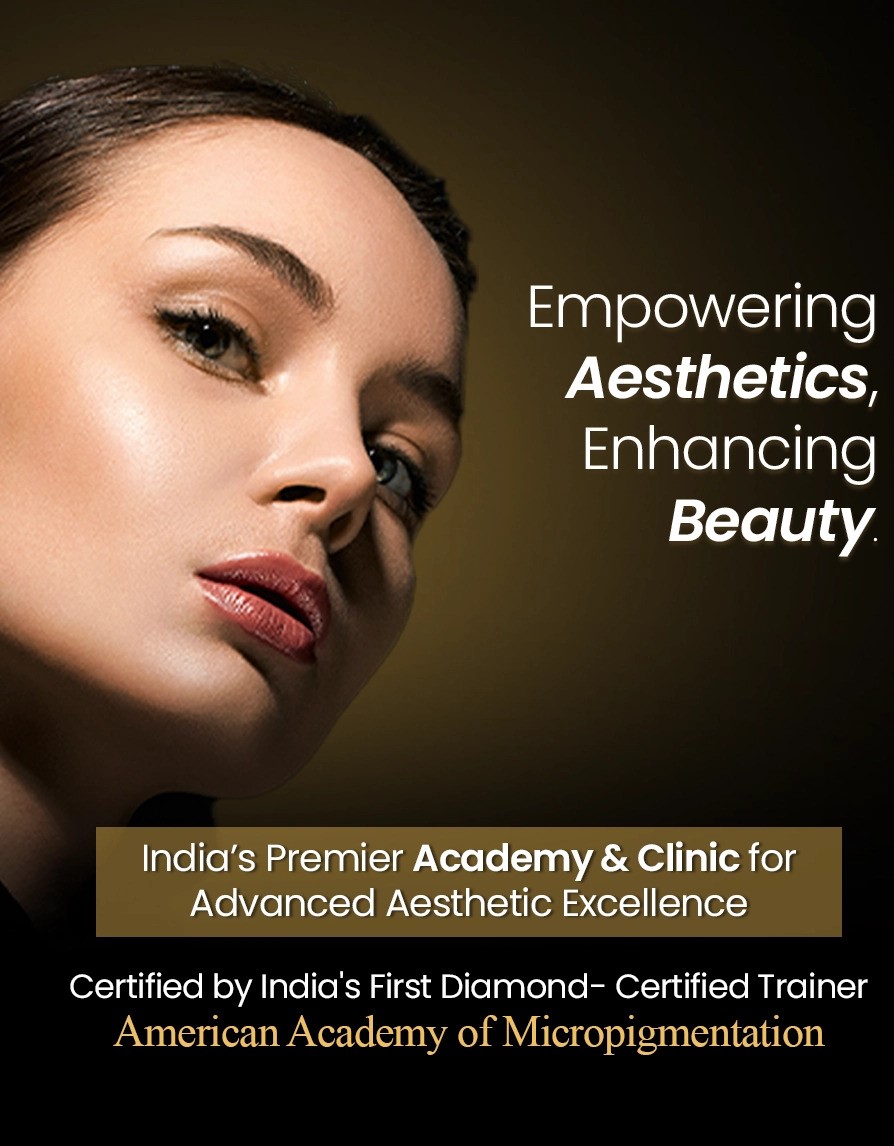 Empowering
Aesthetics,
Enhancing
Beauty.
India’s Premier Academy & Clinic for
Advanced Aesthetic Excellence
Certified by India's First Diamond- Certified Trainer
American Academy of Micropigmentation